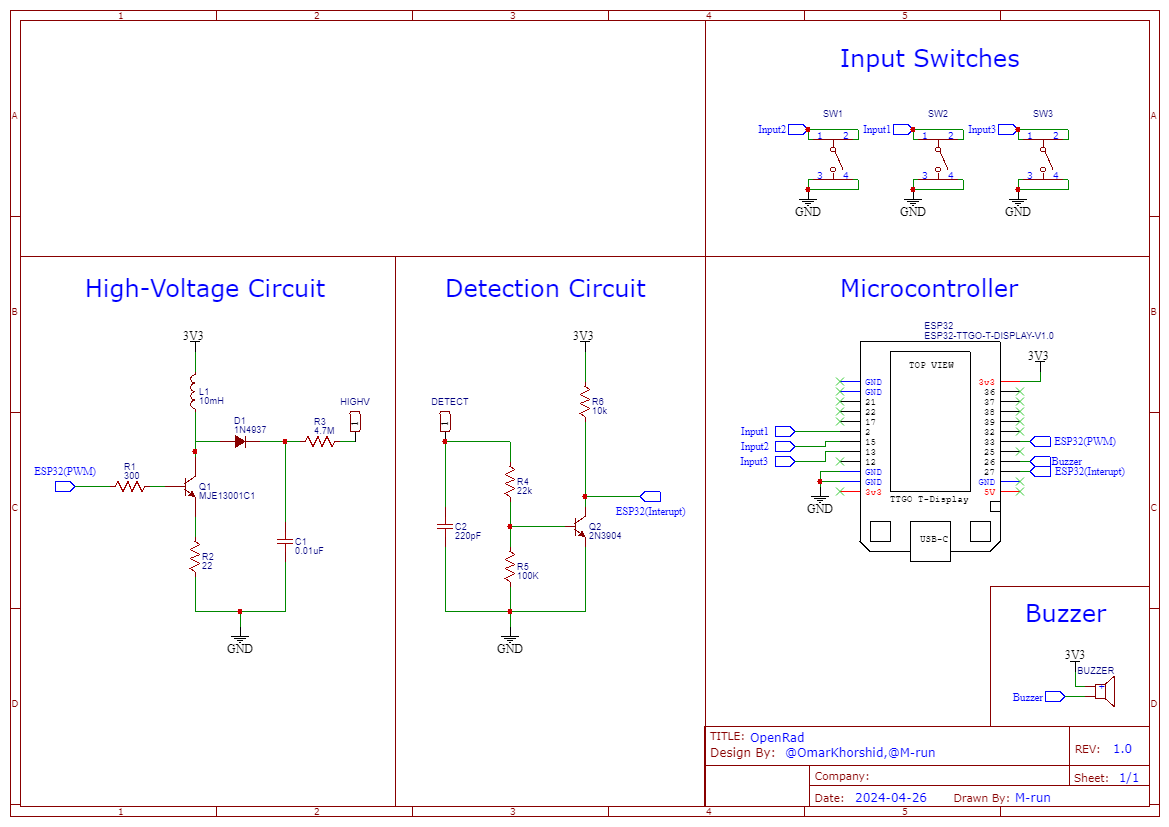 1 2 3 4 5
A A
B B
C C
D D
Input Switches
SW1 SW2 SW3
Input2 Input1 Input3
1 2 1 2 1 2
3 4 3 4 3 4
GND GND GND
High-Voltage Circuit
3V3
L1
10mH
HIGHV
1
D1
1N4937
R3
4.7M
ESP32(PWM)
R1
300
Q1
MJE13001C1
C1
0.01uF
R2
22
GND
Detection Circuit
3V3
DETECT
1
R6
10k
R4
22k
ESP32(Interupt)
C2
220pF
Q2
2N3904
R5
100K
GND
Microcontroller
ESP32
ESP32-TTGO-T-DISPLAY-V1.0
3V3
TOP VIEW
GND 3v3
GND 36
21 37
22 38
17 39
Input1 2 32
Input2 15 33 ESP32(PWM)
13 25
Input3 12 26 Buzzer
GND 27 ESP32(Interupt)
GND GND
3v3 5V
TTGO T-Display
GND
USB-C
Buzzer
3V3
BUZZER
+
Buzzer
TITLE: OpenRad
Design By: @OmarKhorshid,@M-run
REV: 1.0
Company:
Sheet: 1/1
Date: 2024-04-26 Drawn By: M-run
1 2 3 4 5